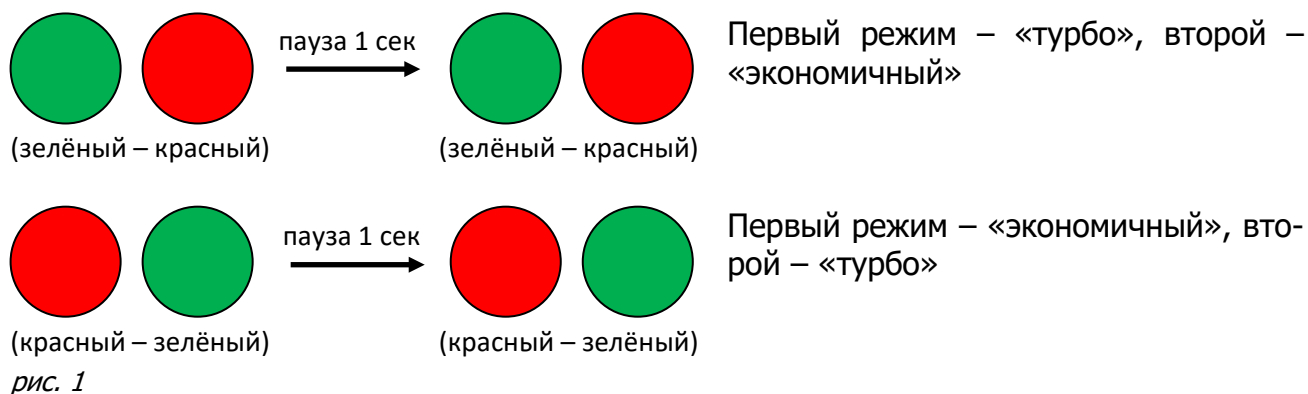 пауза 1 сек
Первый режим – «турбо», второй –
«экономичный»
(зелёный – красный)
(зелёный – красный)
пауза 1 сек
Первый режим – «экономичный», вто-
рой – «турбо»
(красный – зелёный)
(красный – зелёный)
рис. 1